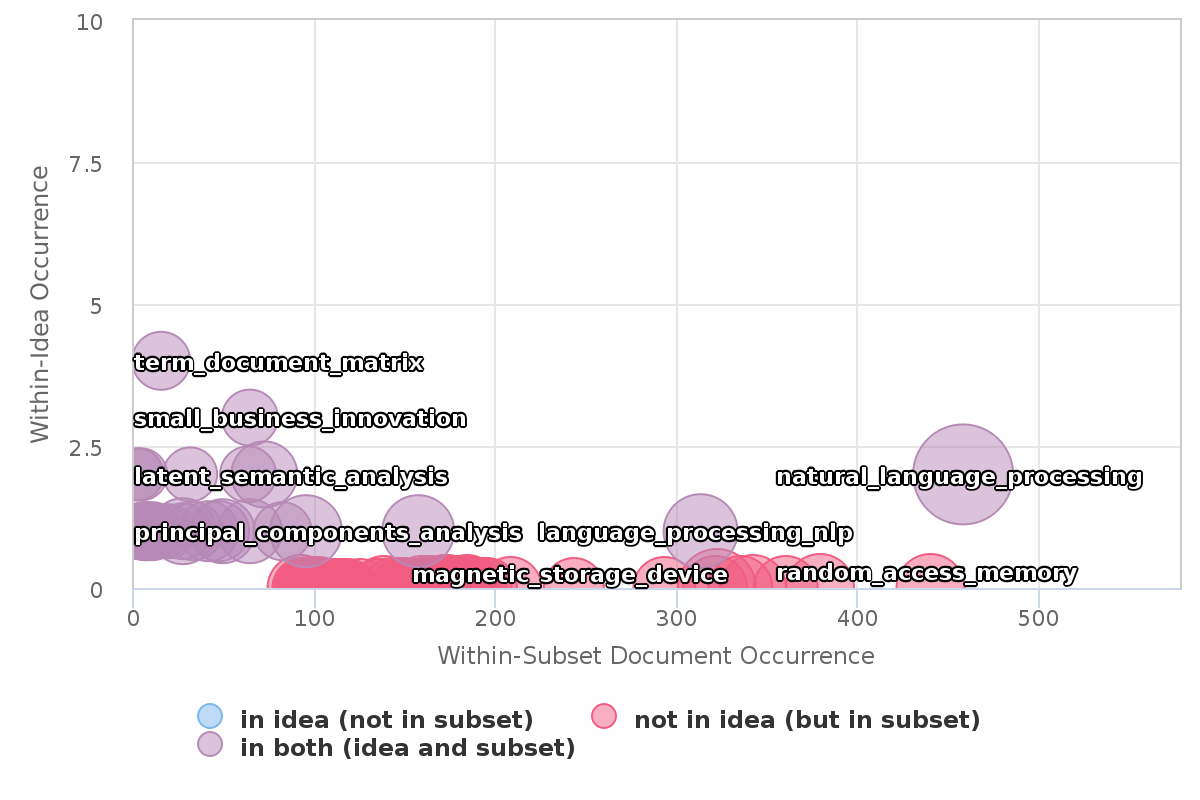 10
7.5
5
2.5
0
Within-Idea Occurrence
term_document_matrix
small_business_innovation
latent_semantic_analysis
natural_language_processing
principal_components_analysis
language_processing_nlp
magnetic_storage_device
random_access_memory
0 100 200 300 400 500
Within-Subset Document Occurrence
in idea (not in subset)
not in idea (but in subset)
in both (idea and subset)